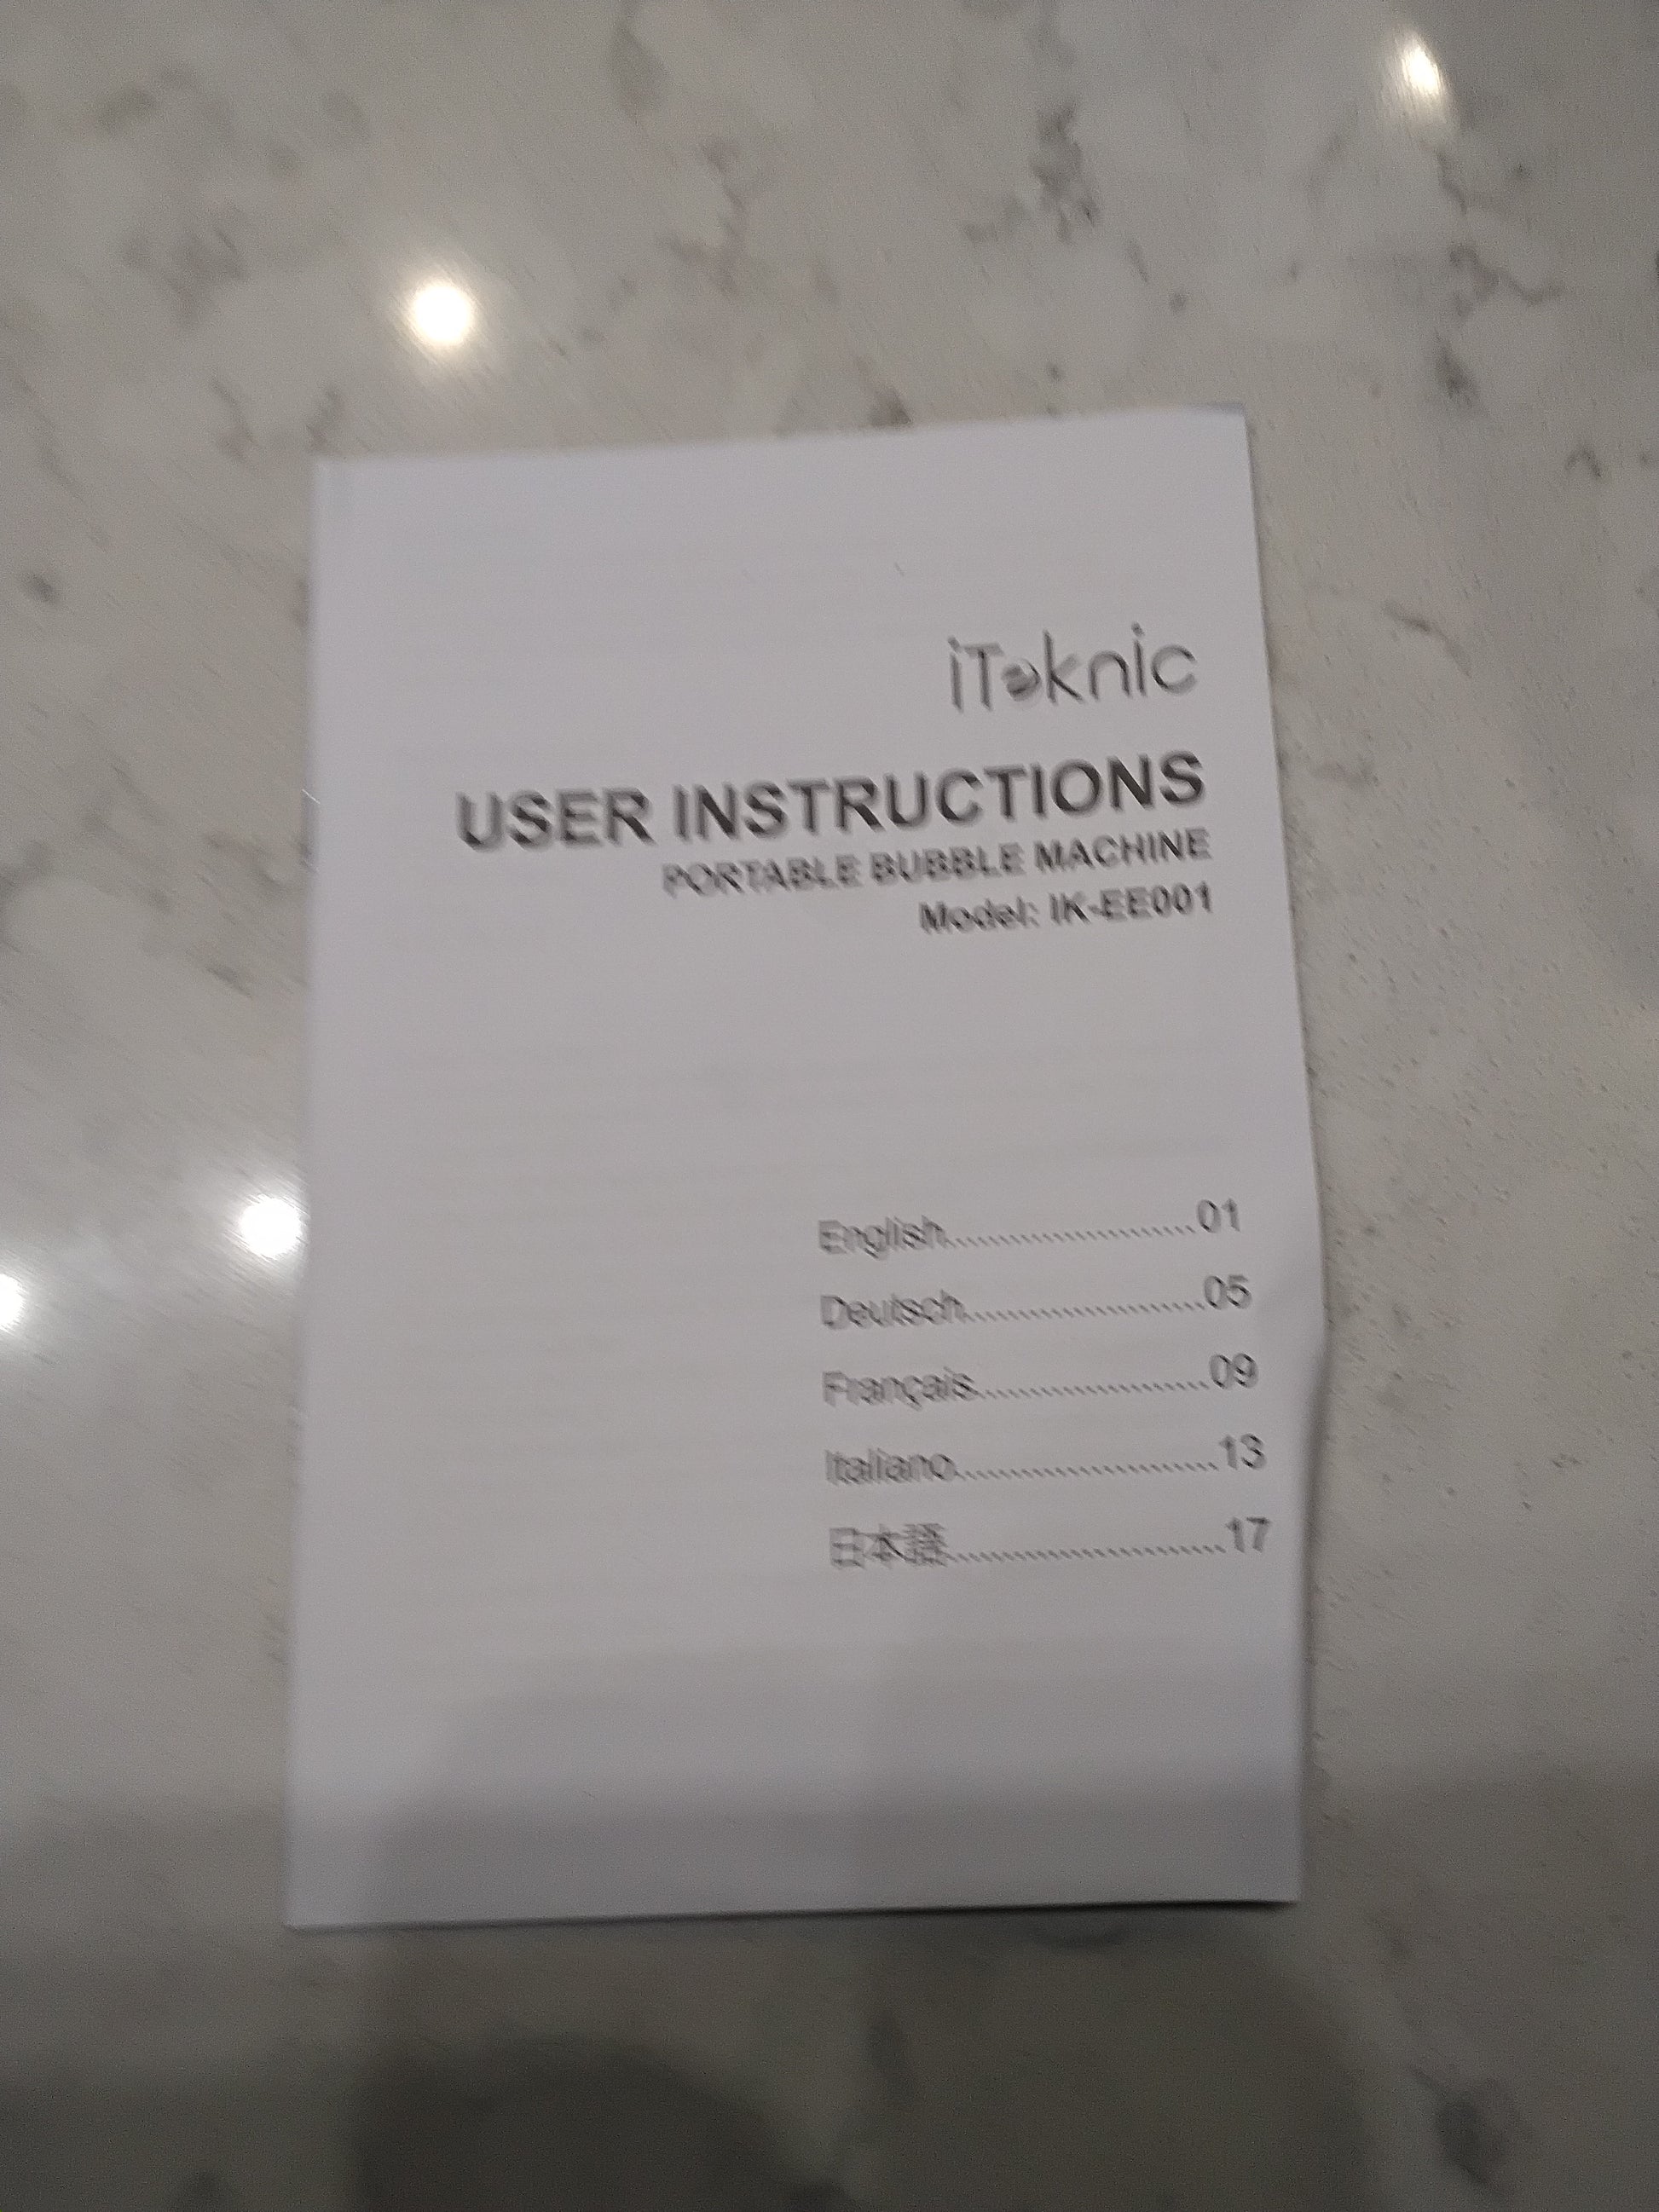 iTeknic
USER INSTRUCTIONS
PORTABLE BUBBLE MACHINE
Model: IK-EE001
English......................01
Deutsch.....................05
Français....................09
Italiano.......................13
日本語........................17